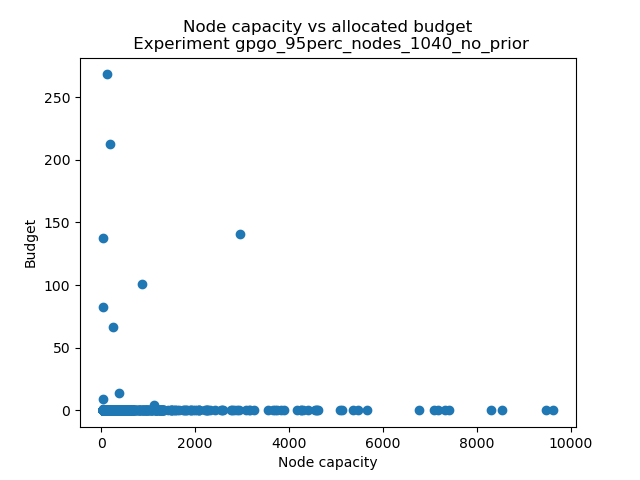 Node capacity vs allocated budget
Experiment gpgo_95perc_nodes_1040_no_prior
250
200
150
100
50
0
Budget
0 2000 4000 6000 8000 10000
Node capacity